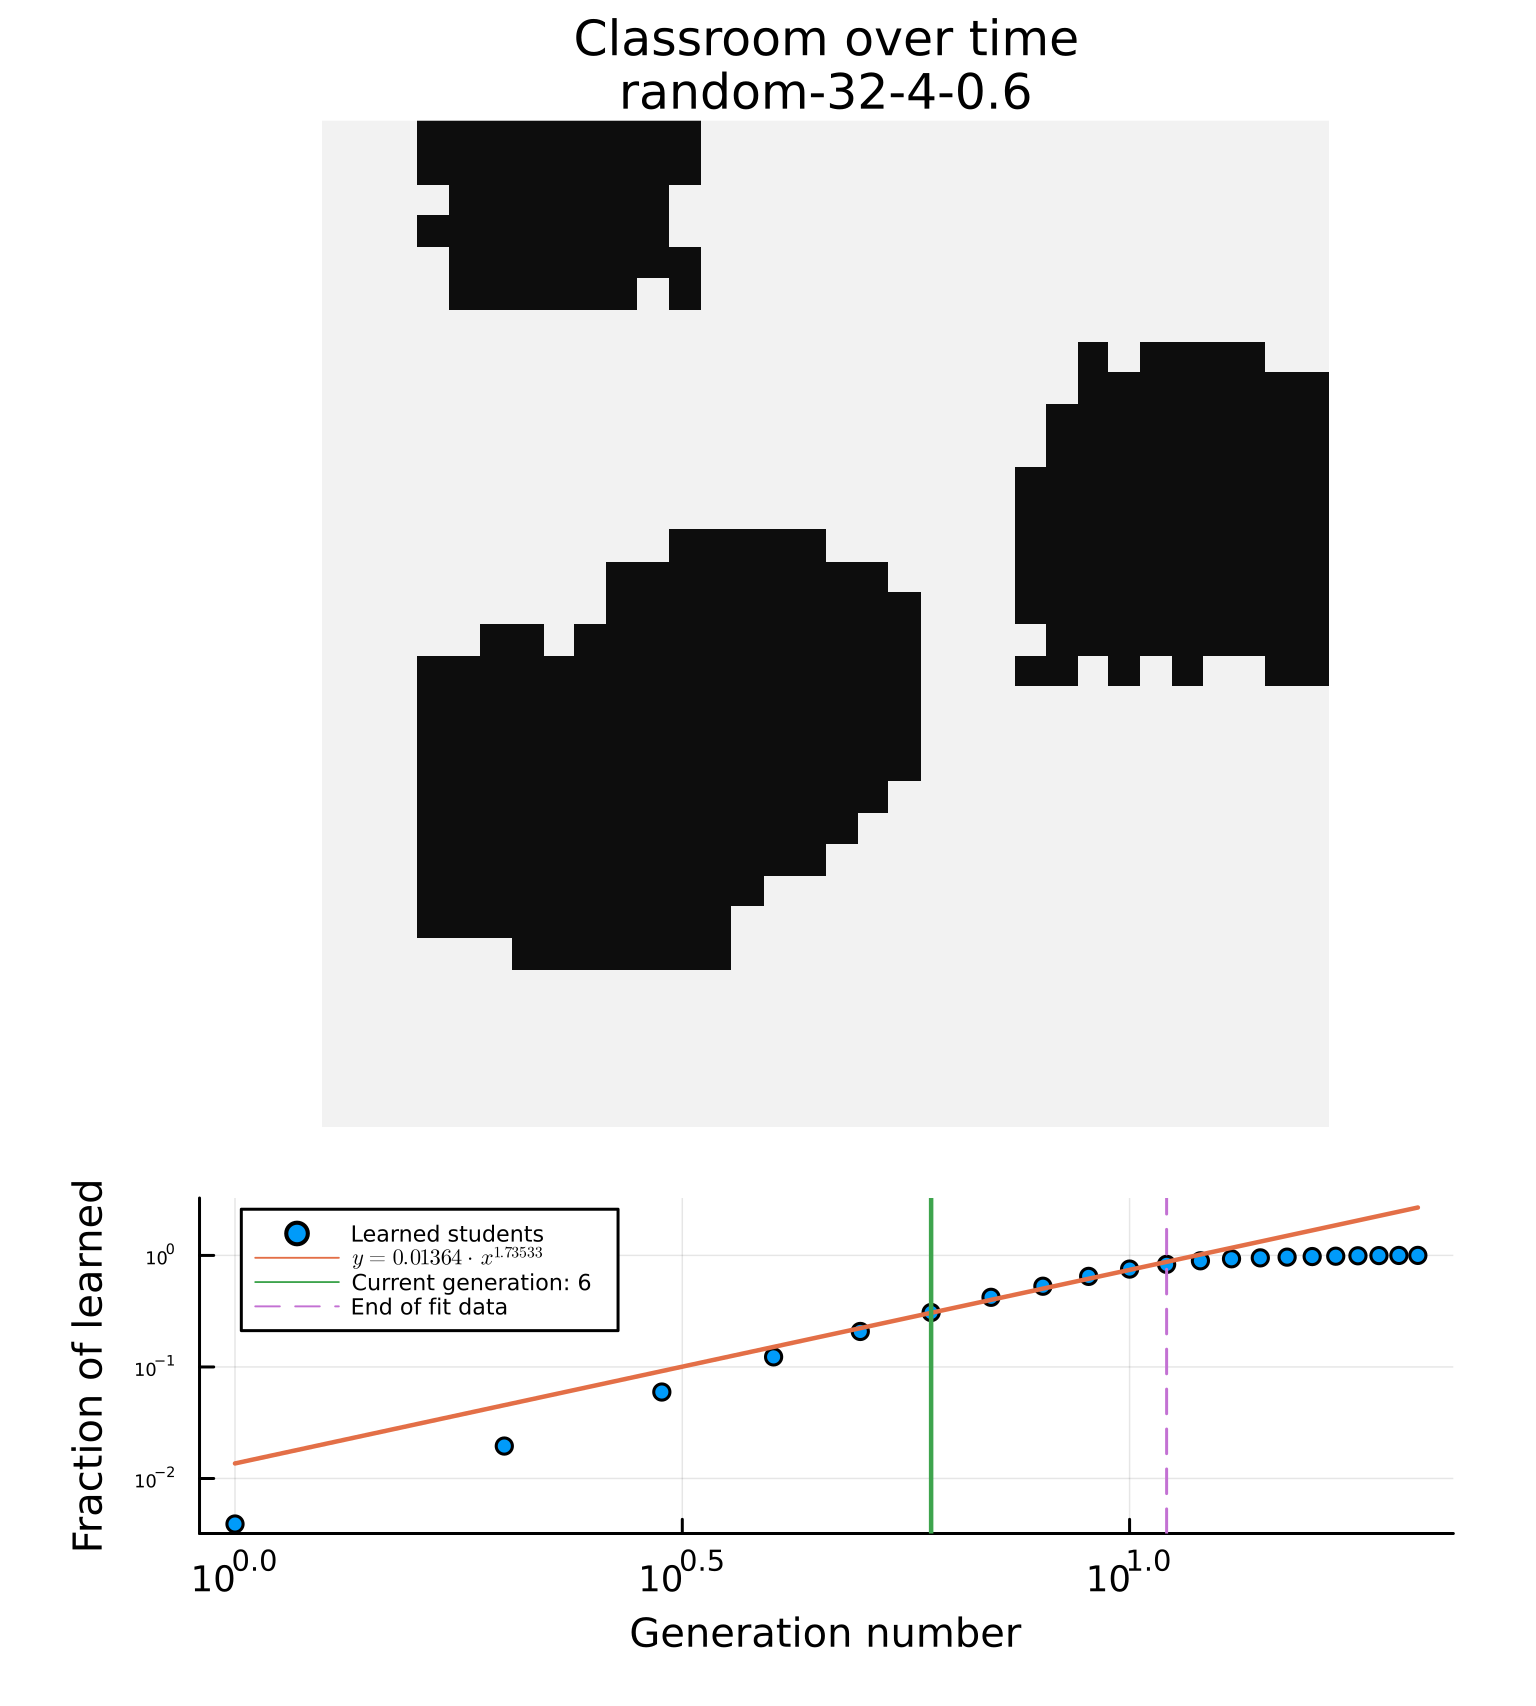 Classroom over time
random-32-4-0.6
Fraction of learned
10⁰
10⁻¹
10⁻²
Learned students
y = 0.01364 · x^1.73533
Current generation: 6
End of fit data
10^0.0 10^0.5 10^1.0
Generation number